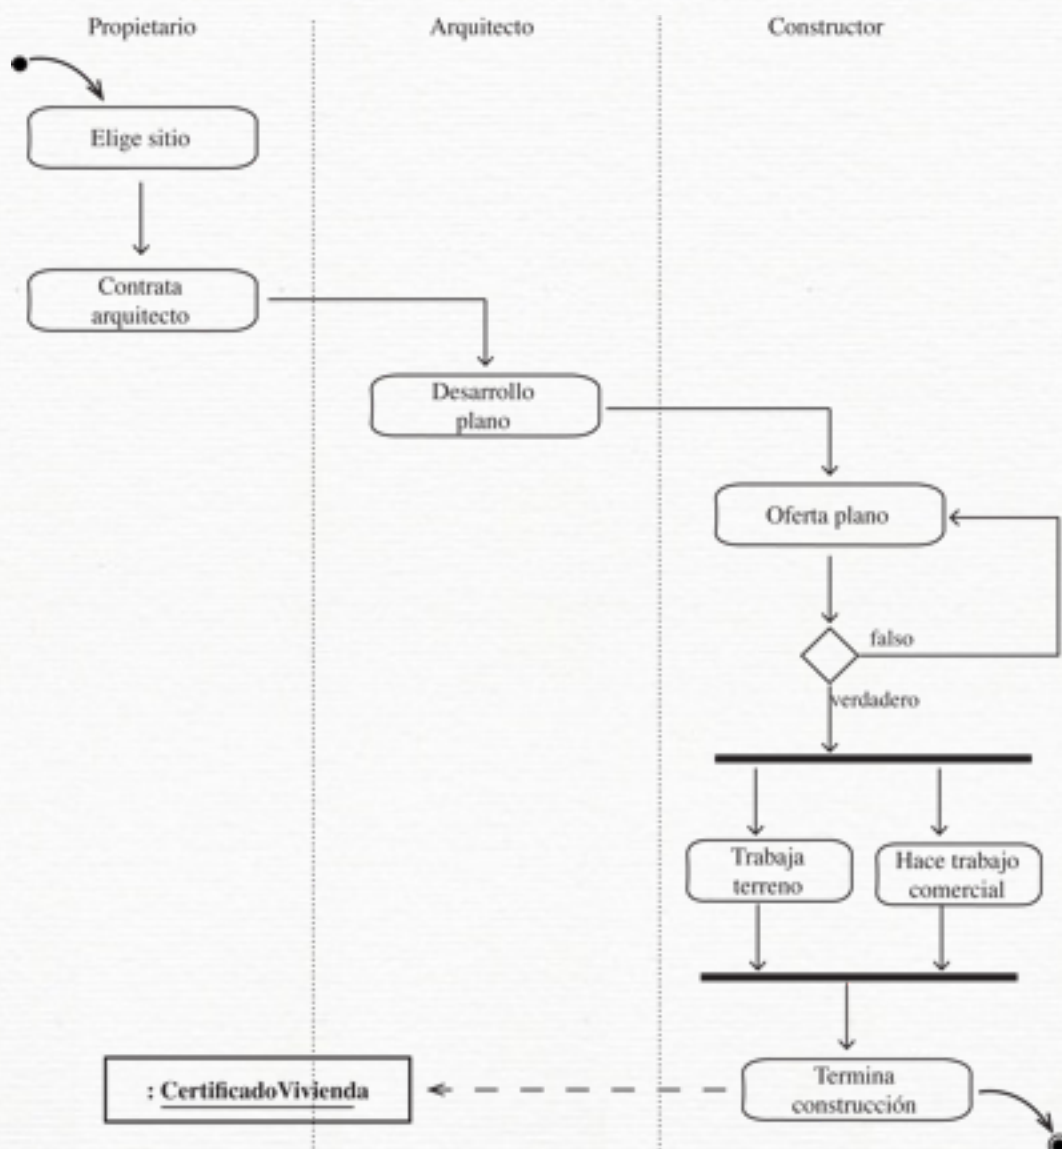 Propietario
Arquitecto
Constructor
Elige sitio
Contrata
arquitecto
Desarrollo
plano
Oferta plano
falso
verdadero
Trabaja
terreno
Hace trabajo
comercial
Termina
construcción
: CertificadoVivienda